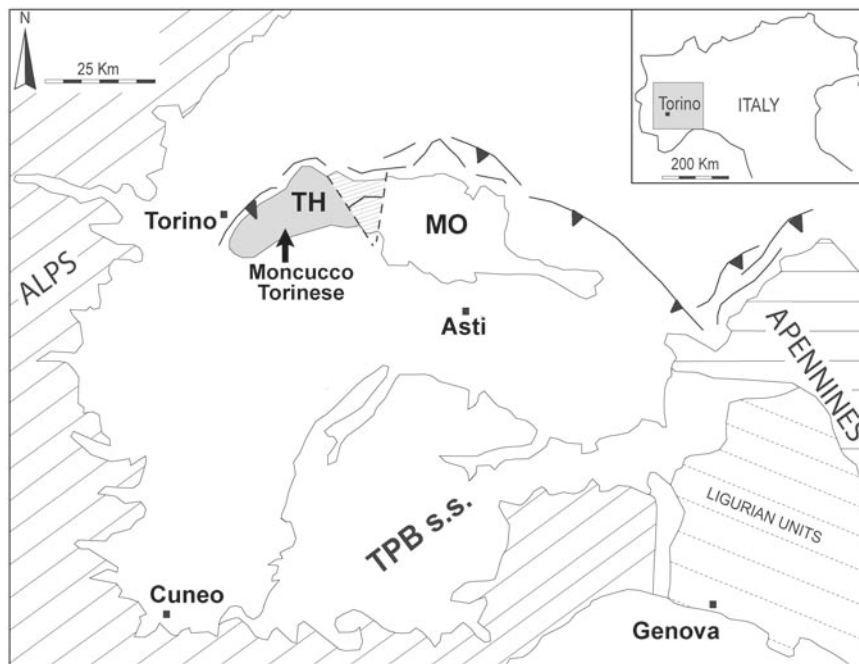 N
25 Km
Torino
ITALY
200 Km
TH
Torino
MO
Moncucco
Torinese
ALPS
Asti
APENNINES
LIGURIAN UNITS
TPB s.s.
Cuneo
Genova